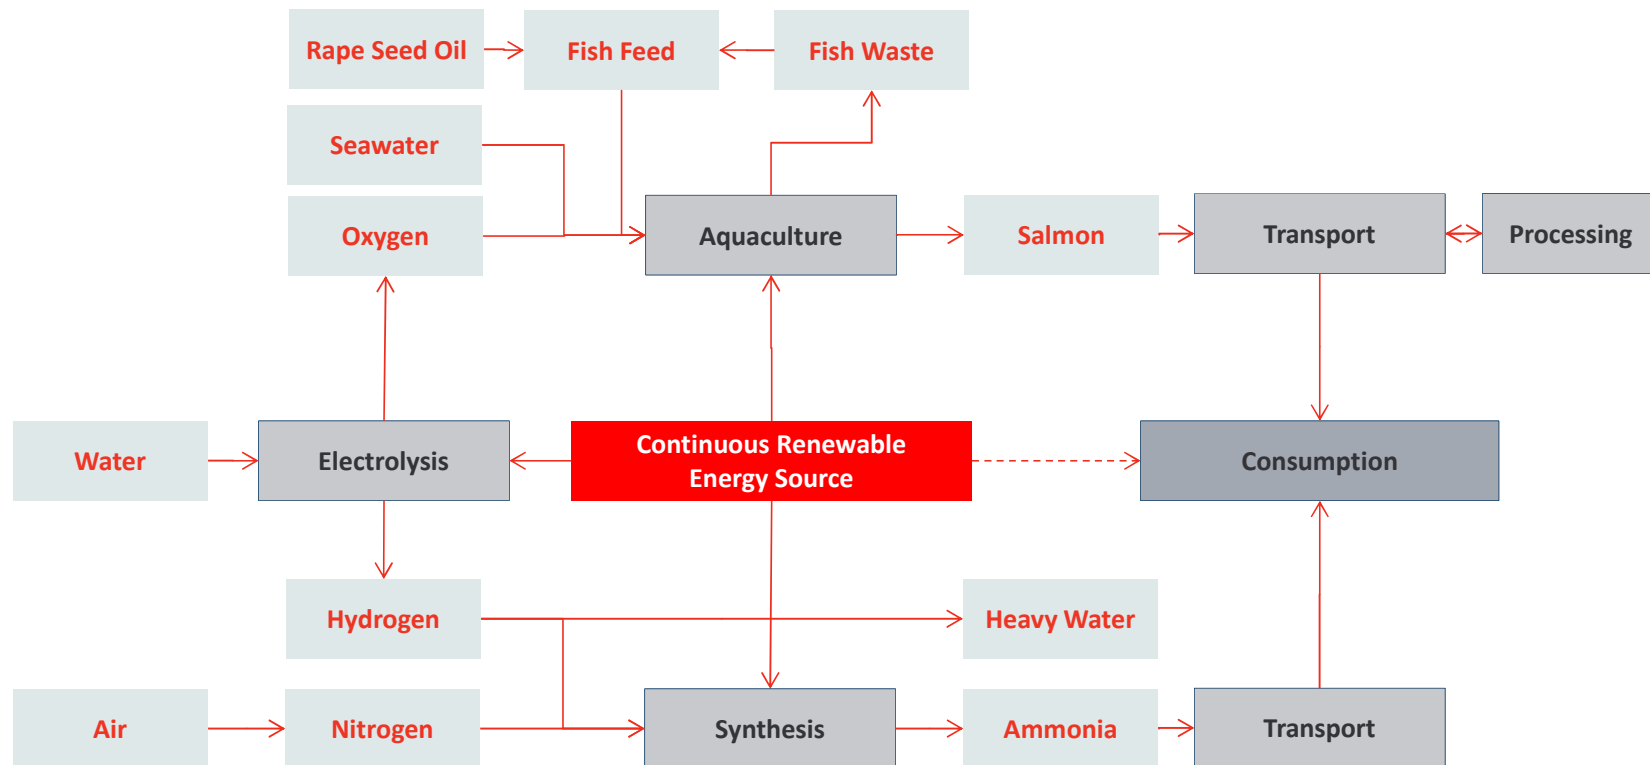 Rape Seed Oil
Fish Feed
Fish Waste
Seawater
Oxygen
Aquaculture
Salmon
Transport
Processing
Water
Electrolysis
Continuous Renewable
Energy Source
Consumption
Hydrogen
Heavy Water
Air
Nitrogen
Synthesis
Ammonia
Transport